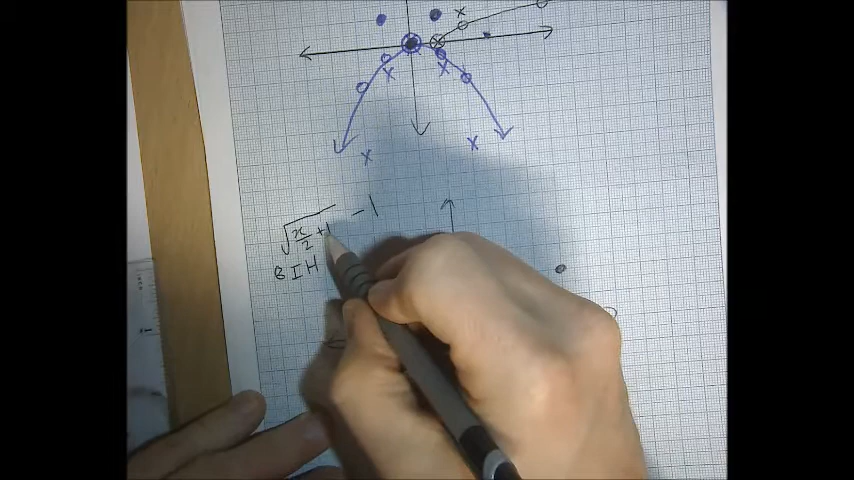 √(x/2 + 1) - 1
BIH